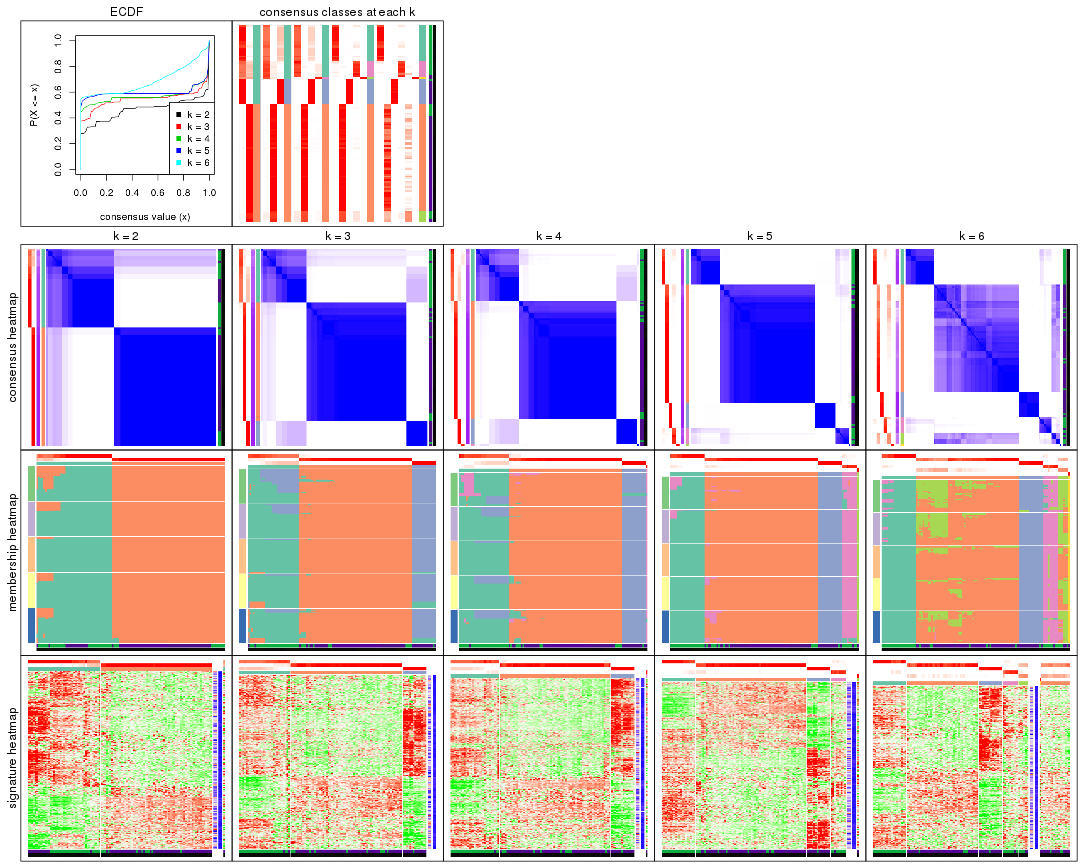 ECDF
consensus classes at each k
P(X <= x)
0.0 0.2 0.4 0.6 0.8 1.0
k = 2
k = 3
k = 4
k = 5
k = 6
0.0 0.2 0.4 0.6 0.8 1.0
consensus value (x)
k = 2
k = 3
k = 4
k = 5
k = 6
consensus heatmap
membership heatmap
signature heatmap